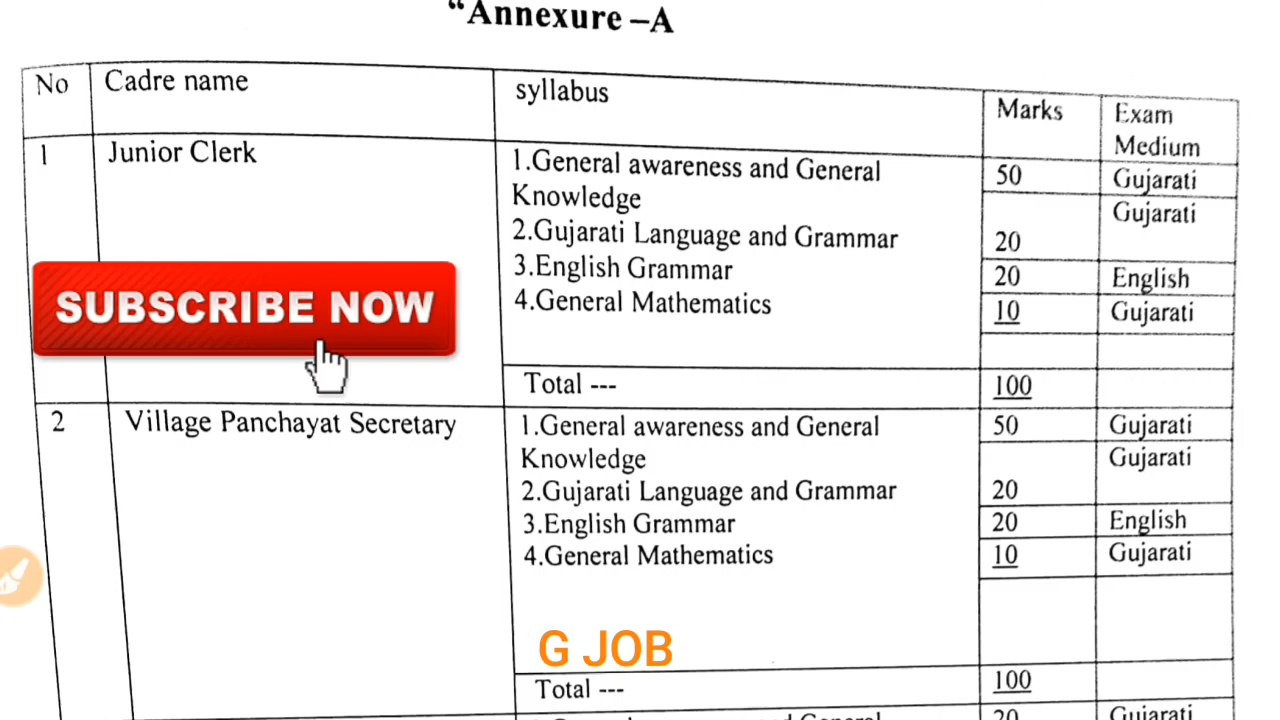 “Annexure –A
No Cadre name syllabus Marks Exam
Medium
1 Junior Clerk 1.General awareness and General 50 Gujarati
Knowledge Gujarati
2.Gujarati Language and Grammar 20
3.English Grammar 20 English
4.General Mathematics 10 Gujarati
SUBSCRIBE NOW
Total --- 100
2 Village Panchayat Secretary 1.General awareness and General 50 Gujarati
Knowledge Gujarati
2.Gujarati Language and Grammar 20
3.English Grammar 20 English
4.General Mathematics 10 Gujarati
G JOB
Total --- 100
20 Gujarati